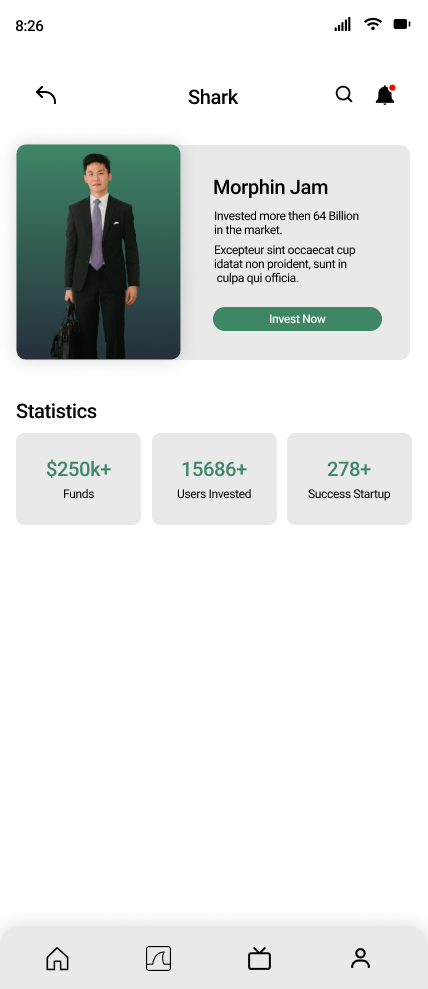 8:26
Shark
Morphin Jam
Invested more then 64 Billion
in the market.
Excepteur sint occaecat cup
idatat non proident, sunt in
culpa qui officia.
Invest Now
Statistics
$250k+
Funds
15686+
Users Invested
278+
Success Startup